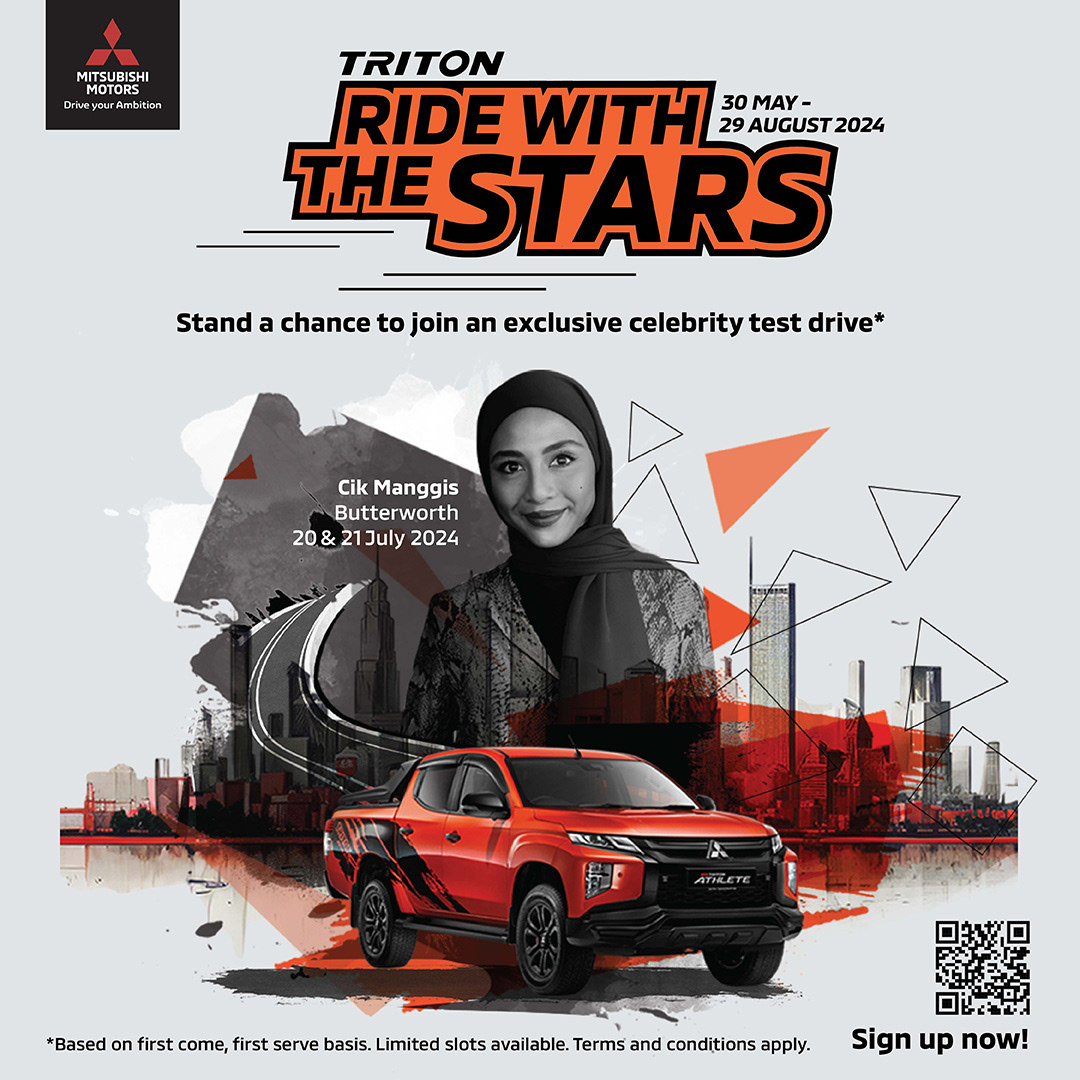 MITSUBISHI
MOTORS
Drive your Ambition
TRITON
RIDE WITH
THE STARS
30 MAY -
29 AUGUST 2024
Stand a chance to join an exclusive celebrity test drive*
Cik Manggis
Butterworth
20 & 21 July 2024
TRITON
ATHLETE
*Based on first come, first serve basis. Limited slots available. Terms and conditions apply.
Sign up now!